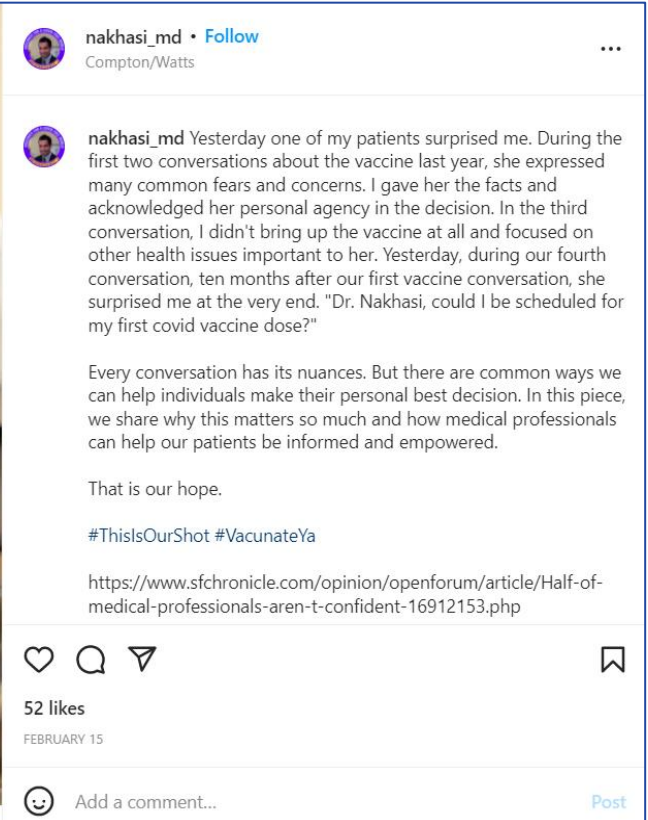 nakhasi_md • Follow
Compton/Watts
nakhasi_md Yesterday one of my patients surprised me. During the
first two conversations about the vaccine last year, she expressed
many common fears and concerns. I gave her the facts and
acknowledged her personal agency in the decision. In the third
conversation, I didn't bring up the vaccine at all and focused on
other health issues important to her. Yesterday, during our fourth
conversation, ten months after our first vaccine conversation, she
surprised me at the very end. "Dr. Nakhasi, could I be scheduled for
my first covid vaccine dose?"
Every conversation has its nuances. But there are common ways we
can help individuals make their personal best decision. In this piece,
we share why this matters so much and how medical professionals
can help our patients be informed and empowered.
That is our hope.
#ThisIsOurShot #VacunateYa
https://www.sfchronicle.com/opinion/openforum/article/Half-of-
medical-professionals-aren-t-confident-16912153.php
52 likes
FEBRUARY 15
Add a comment...
Post